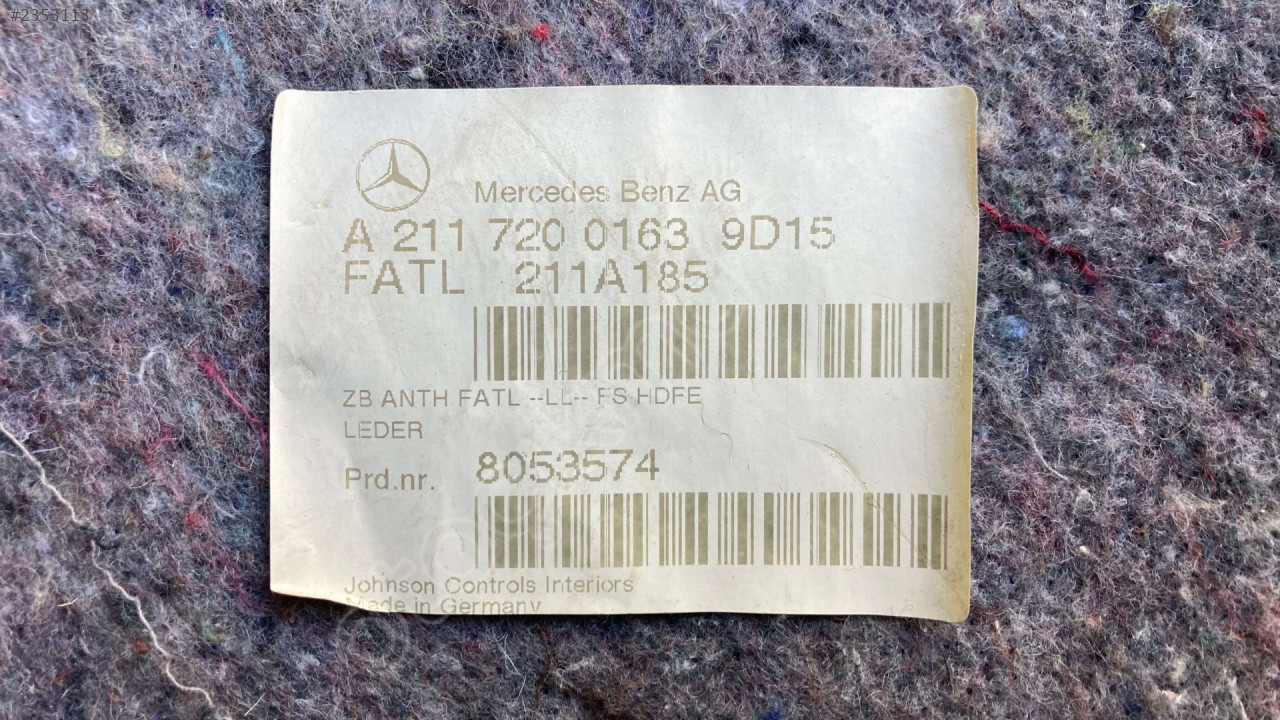 #2353113
Mercedes Benz AG
A 211 720 0163 9D15
FATL 211A185
ZB ANTH FATL --LL-- FS HDFE
LEDER
Prd.nr. 8053574
Johnson Controls Interiors
Made in Germany